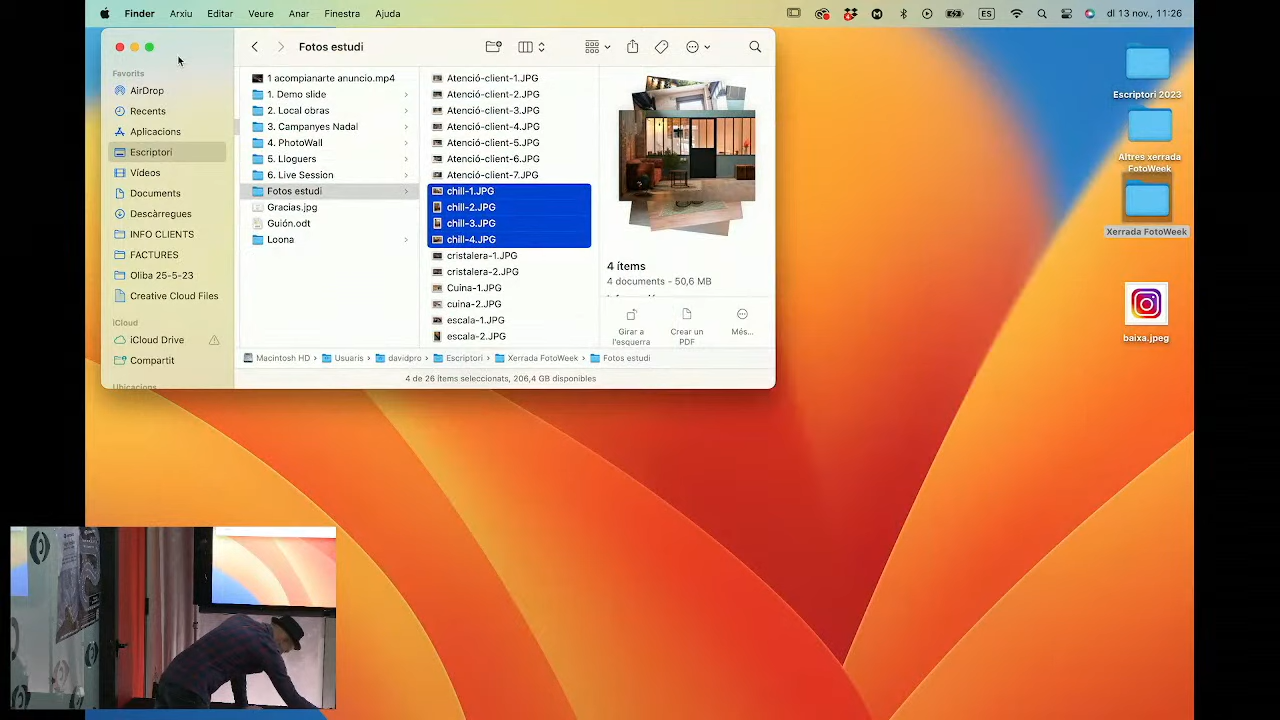 Finder Arxiu Editar Veure Anar Finestra Ajuda
ES dl 13 nov., 11:26
Fotos estudi
Favorits
AirDrop
Recents
Aplicacions
Escriptori
Vídeos
Documents
Descàrregues
INFO CLIENTS
FACTURES
Oliba 25-5-23
Creative Cloud Files
iCloud
iCloud Drive
Compartit
Ubicacions
1 acompianarte anuncio.mp4
1. Demo slide
2. Local obras
3. Campanyes Nadal
4. PhotoWall
5. Lloguers
6. Live Session
Fotos estudi
Gracias.jpg
Guión.odt
Loona
Atenció-client-1.JPG
Atenció-client-2.JPG
Atenció-client-3.JPG
Atenció-client-4.JPG
Atenció-client-5.JPG
Atenció-client-6.JPG
Atenció-client-7.JPG
chill-1.JPG
chill-2.JPG
chill-3.JPG
chill-4.JPG
cristalera-1.JPG
cristalera-2.JPG
Cuina-1.JPG
cuina-2.JPG
escala-1.JPG
escala-2.JPG
4 ítems
4 documents - 50,6 MB
Girar a
l'esquerra
Crear un
PDF
Més...
Macintosh HD › Usuaris › davidpro › Escriptori › Xerrada FotoWeek › Fotos estudi
4 de 26 ítems seleccionats, 206,4 GB disponibles
Escriptori 2023
Altres xerrada
FotoWeek
Xerrada FotoWeek
baixa.jpeg